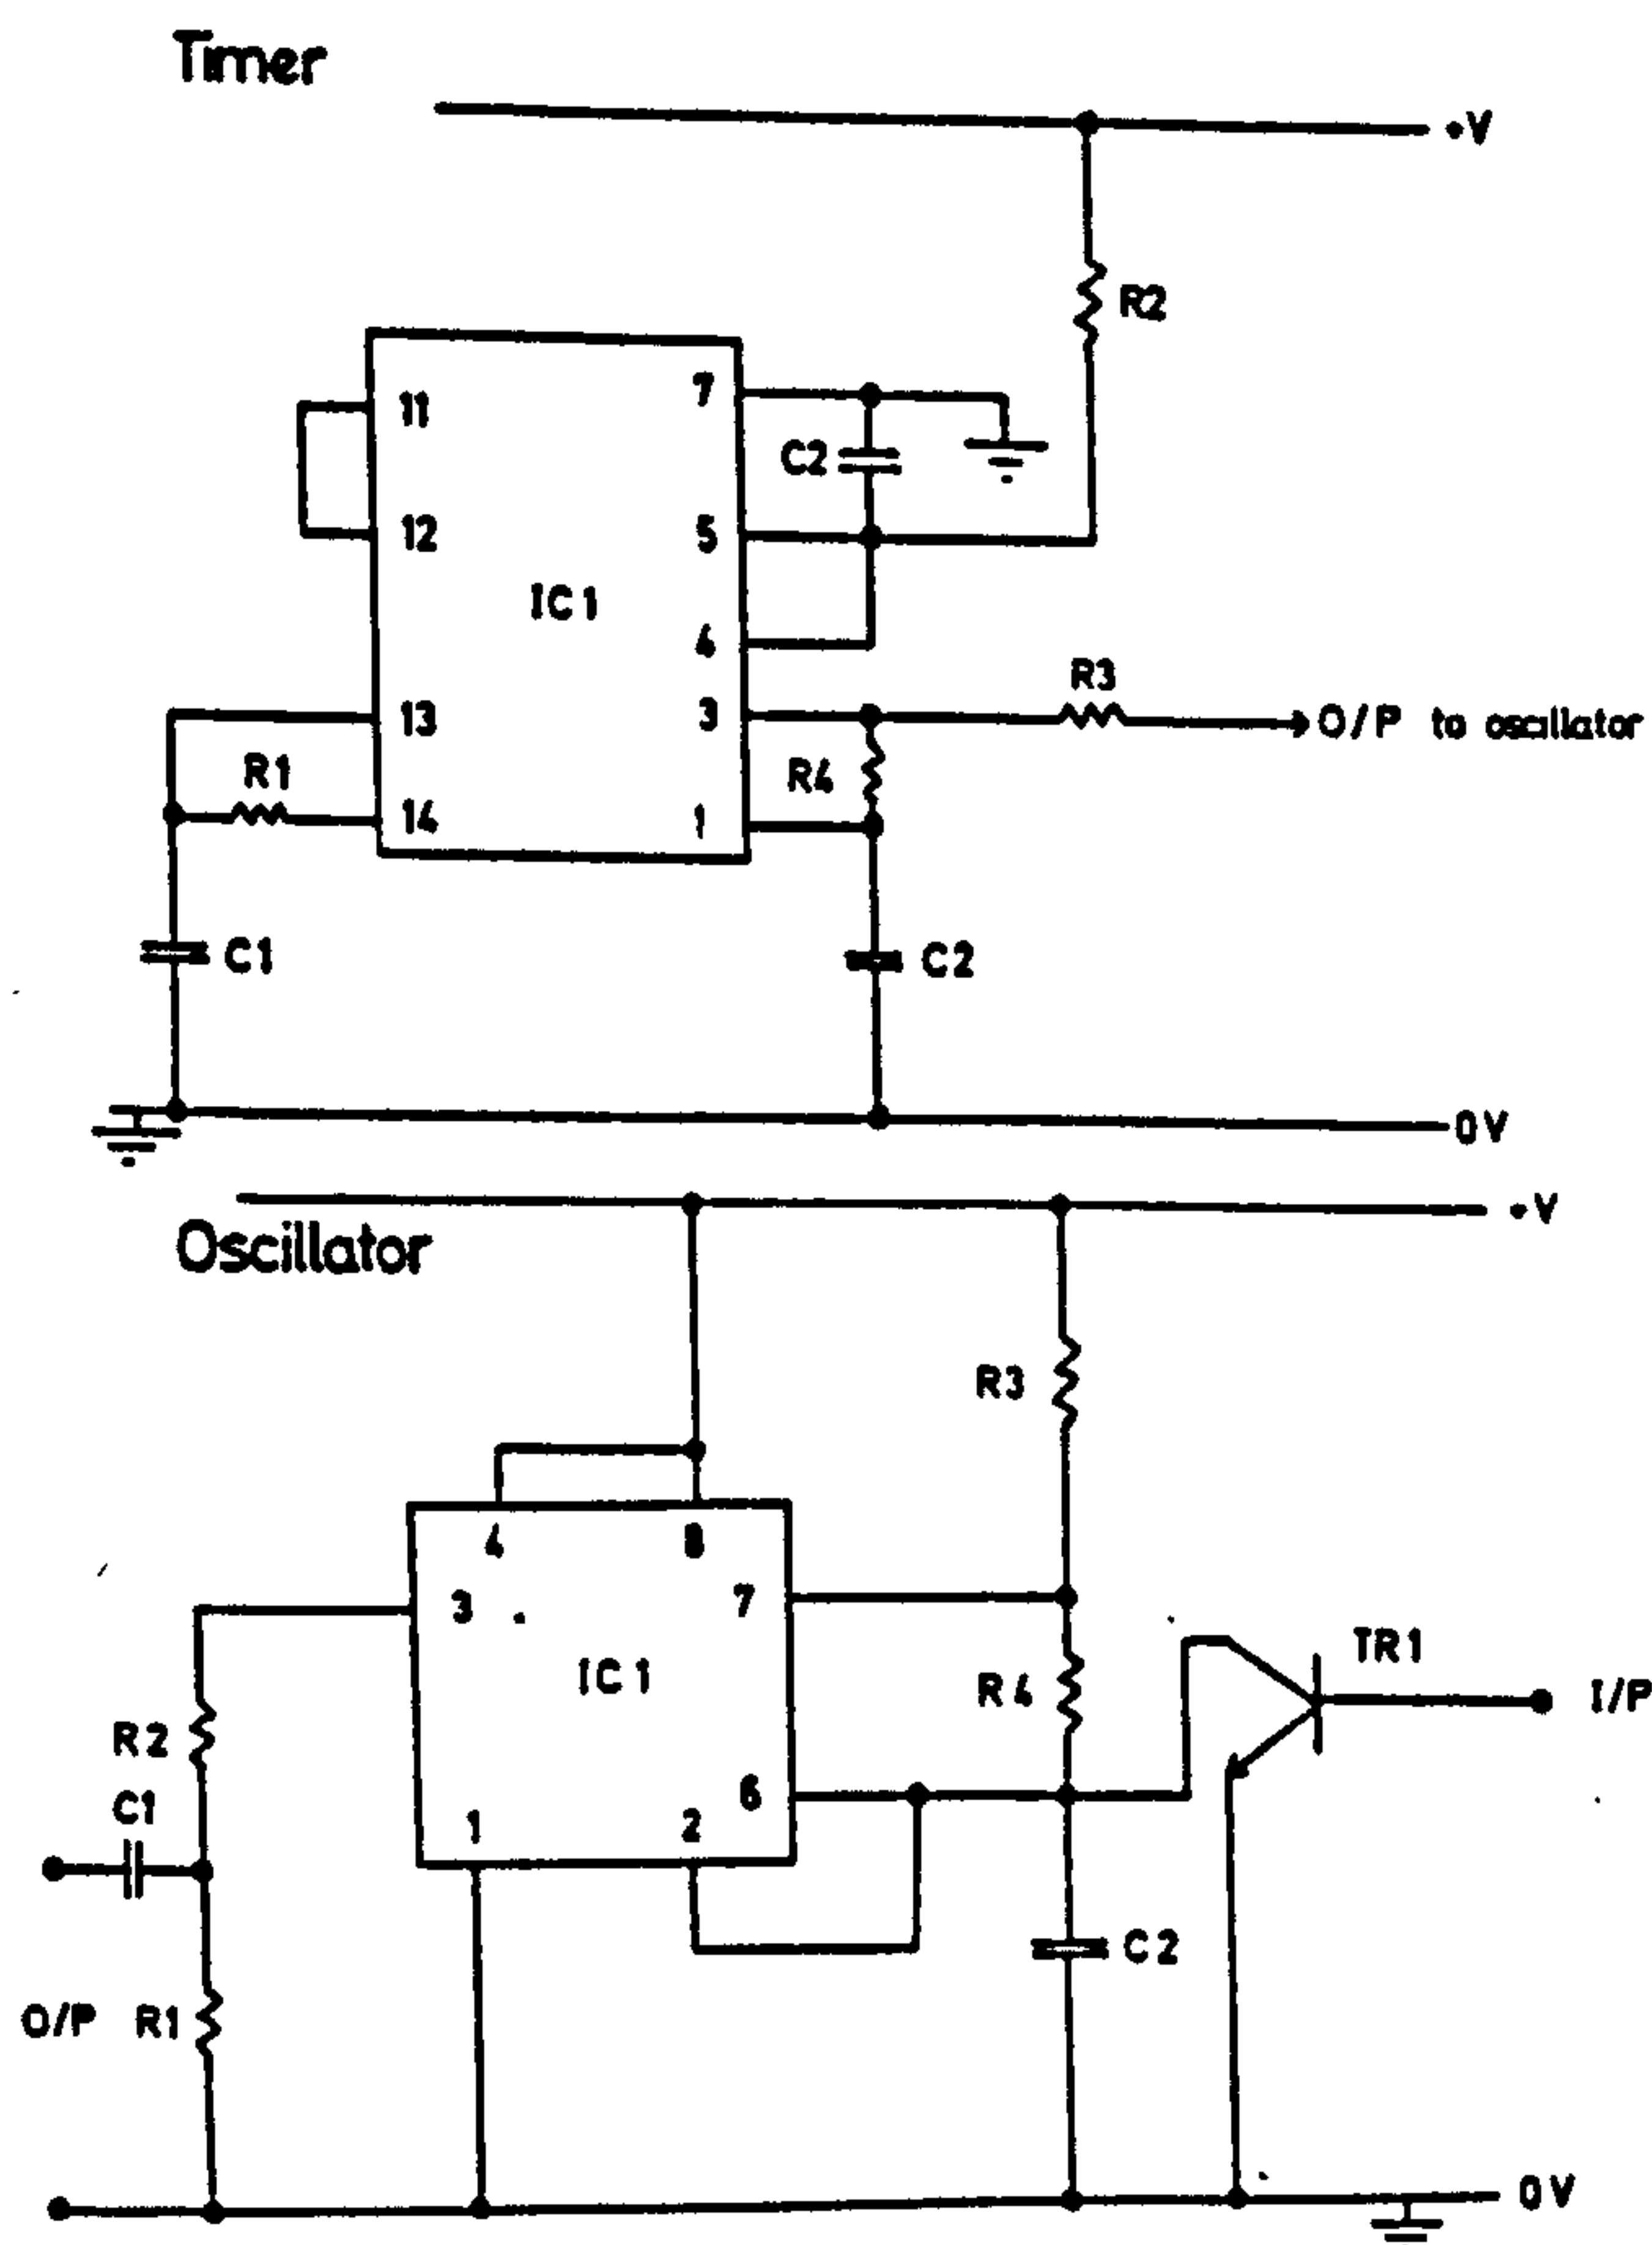 Timer
+V
R2
11
7
C2
12
5
IC1
4
R3
13
3
O/P to oscillator
R1
R4
14
1
C1
C2
0V
+V
Oscillator
R3
4
8
3
7
TR1
IC1
R4
I/P
R2
6
C1
1
2
C2
O/P
R1
0V